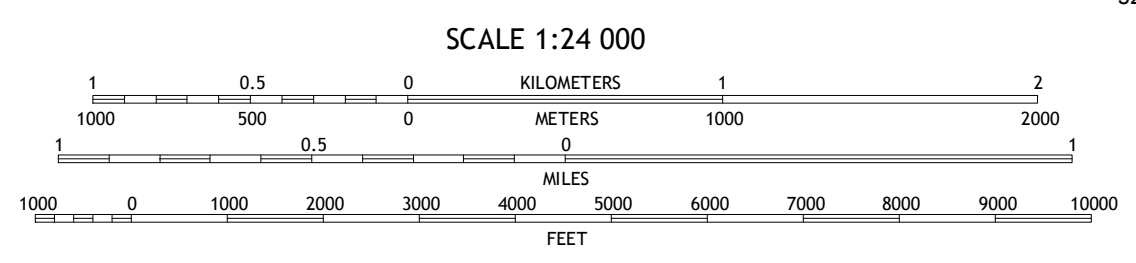 SCALE 1:24 000
1 0.5 0 KILOMETERS 1 2
1000 500 0 METERS 1000 2000
1 0.5 0 1
MILES
1000 0 1000 2000 3000 4000 5000 6000 7000 8000 9000 10000
FEET